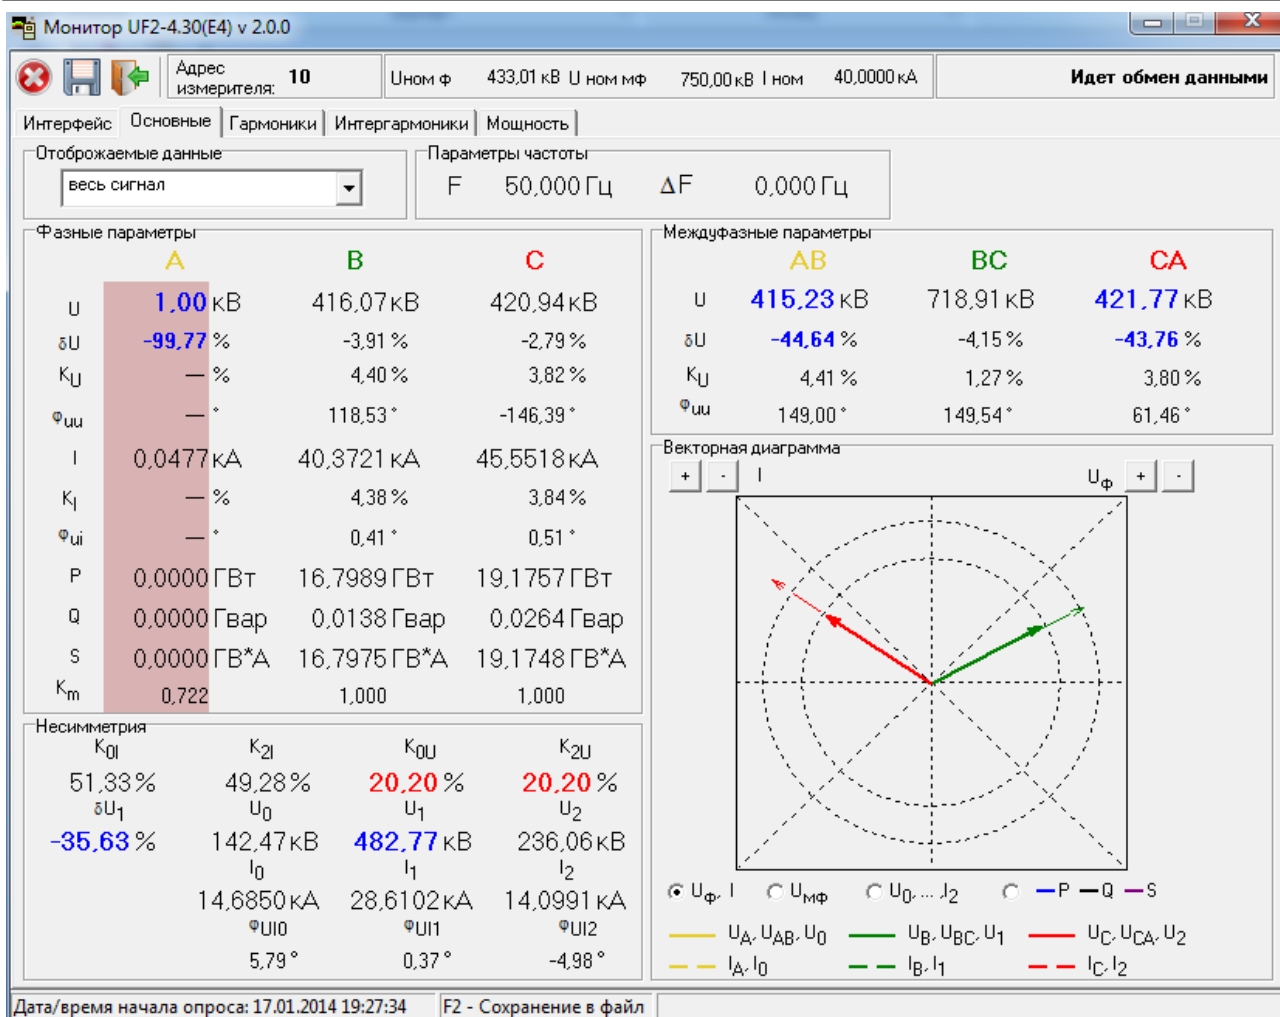 Монитор UF2-4.30(E4) v 2.0.0
Адрес измерителя: 10 Uном ф 433,01 кВ U ном мф 750,00 кВ I ном 40,0000 кА Идет обмен данными
Интерфейс Основные Гармоники Интергармоники Мощность
Отоброжаемые данные Параметры частоты
весь сигнал F 50,000 Гц ΔF 0,000 Гц
Фазные параметры
A B C
U 1,00 кВ 416,07 кВ 420,94 кВ
δU -99,77 % -3,91 % -2,79 %
KU — % 4,40 % 3,82 %
φuu — ° 118,53 ° -146,39 °
I 0,0477 кА 40,3721 кА 45,5518 кА
KI — % 4,38 % 3,84 %
φui — ° 0,41 ° 0,51 °
P 0,0000 ГВт 16,7989 ГВт 19,1757 ГВт
Q 0,0000 Гвар 0,0138 Гвар 0,0264 Гвар
S 0,0000 ГВ*А 16,7975 ГВ*А 19,1748 ГВ*А
Km 0,722 1,000 1,000
Междуфазные параметры
AB BC CA
U 415,23 кВ 718,91 кВ 421,77 кВ
δU -44,64 % -4,15 % -43,76 %
KU 4,41 % 1,27 % 3,80 %
φuu 149,00 ° 149,54 ° 61,46 °
Несимметрия
K0I K2I K0U K2U
51,33 % 49,28 % 20,20 % 20,20 %
δU1 U0 U1 U2
-35,63 % 142,47 кВ 482,77 кВ 236,06 кВ
I0 I1 I2
14,6850 кА 28,6102 кА 14,0991 кА
φUI0 φUI1 φUI2
5,79 ° 0,37 ° -4,98 °
Векторная диаграмма
+ - I Uф + -
Uф, I Uмф U0, ... ,I2 P Q S
UA, UAB, U0 UB, UBC, U1 UC, UCA, U2
IA, I0 IB, I1 IC, I2
Дата/время начала опроса: 17.01.2014 19:27:34 F2 - Сохранение в файл